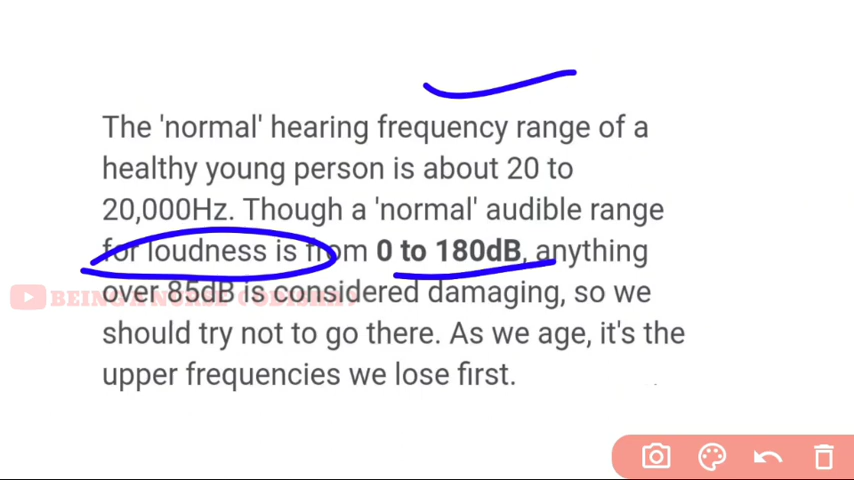 The 'normal' hearing frequency range of a
healthy young person is about 20 to
20,000Hz. Though a 'normal' audible range
for loudness is from 0 to 180dB, anything
over 85dB is considered damaging, so we
should try not to go there. As we age, it's the
upper frequencies we lose first.
BEING A NURSE